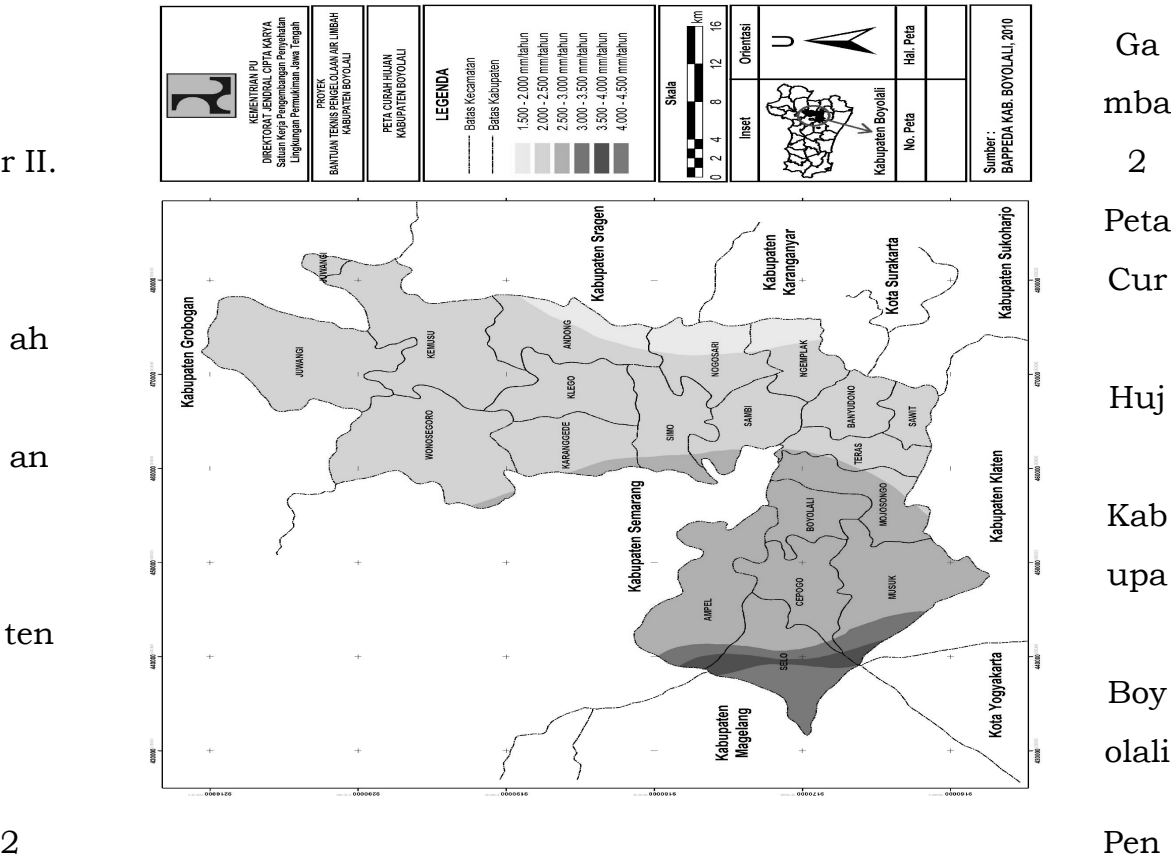 Ga
mba
r II.
2
Peta
Cur
ah
Huj
an
Kab
upa
ten
Boy
olali
2
Pen
KEMENTRIAN PU
DIREKTORAT JENDRAL CIPTA KARYA
Satuan Kerja Pengembangan Penyehatan
Lingkungan Permukiman Jawa Tengah
PROYEK
BANTUAN TEKNIS PENGELOLAAN AIR LIMBAH
KABUPATEN BOYOLALI
PETA CURAH HUJAN
KABUPATEN BOYOLALI
LEGENDA
Batas Kecamatan
Batas Kabupaten
1.500 - 2.000 mm/tahun
2.000 - 2.500 mm/tahun
2.500 - 3.000 mm/tahun
3.000 - 3.500 mm/tahun
3.500 - 4.000 mm/tahun
4.000 - 4.500 mm/tahun
Skala
0 2 4 8 12 16
km
Inset
Orientasi
U
Kabupaten Boyolali
No. Peta
Hal. Peta
Sumber :
BAPPEDA KAB. BOYOLALI, 2010
Kabupaten Grobogan
Kabupaten Sragen
Kabupaten
Karanganyar
Kota Surakarta
Kabupaten Sukoharjo
Kabupaten Semarang
Kabupaten Klaten
Kabupaten
Magelang
Kota Yogyakarta
JUWANGI
JUWANGI
KEMUSU
WONOSEGORO
ANDONG
KLEGO
KARANGGEDE
NOGOSARI
SIMO
SAMBI
NGEMPLAK
BANYUDONO
SAWIT
TERAS
BOYOLALI
MOJOSONGO
AMPEL
CEPOGO
MUSUK
SELO